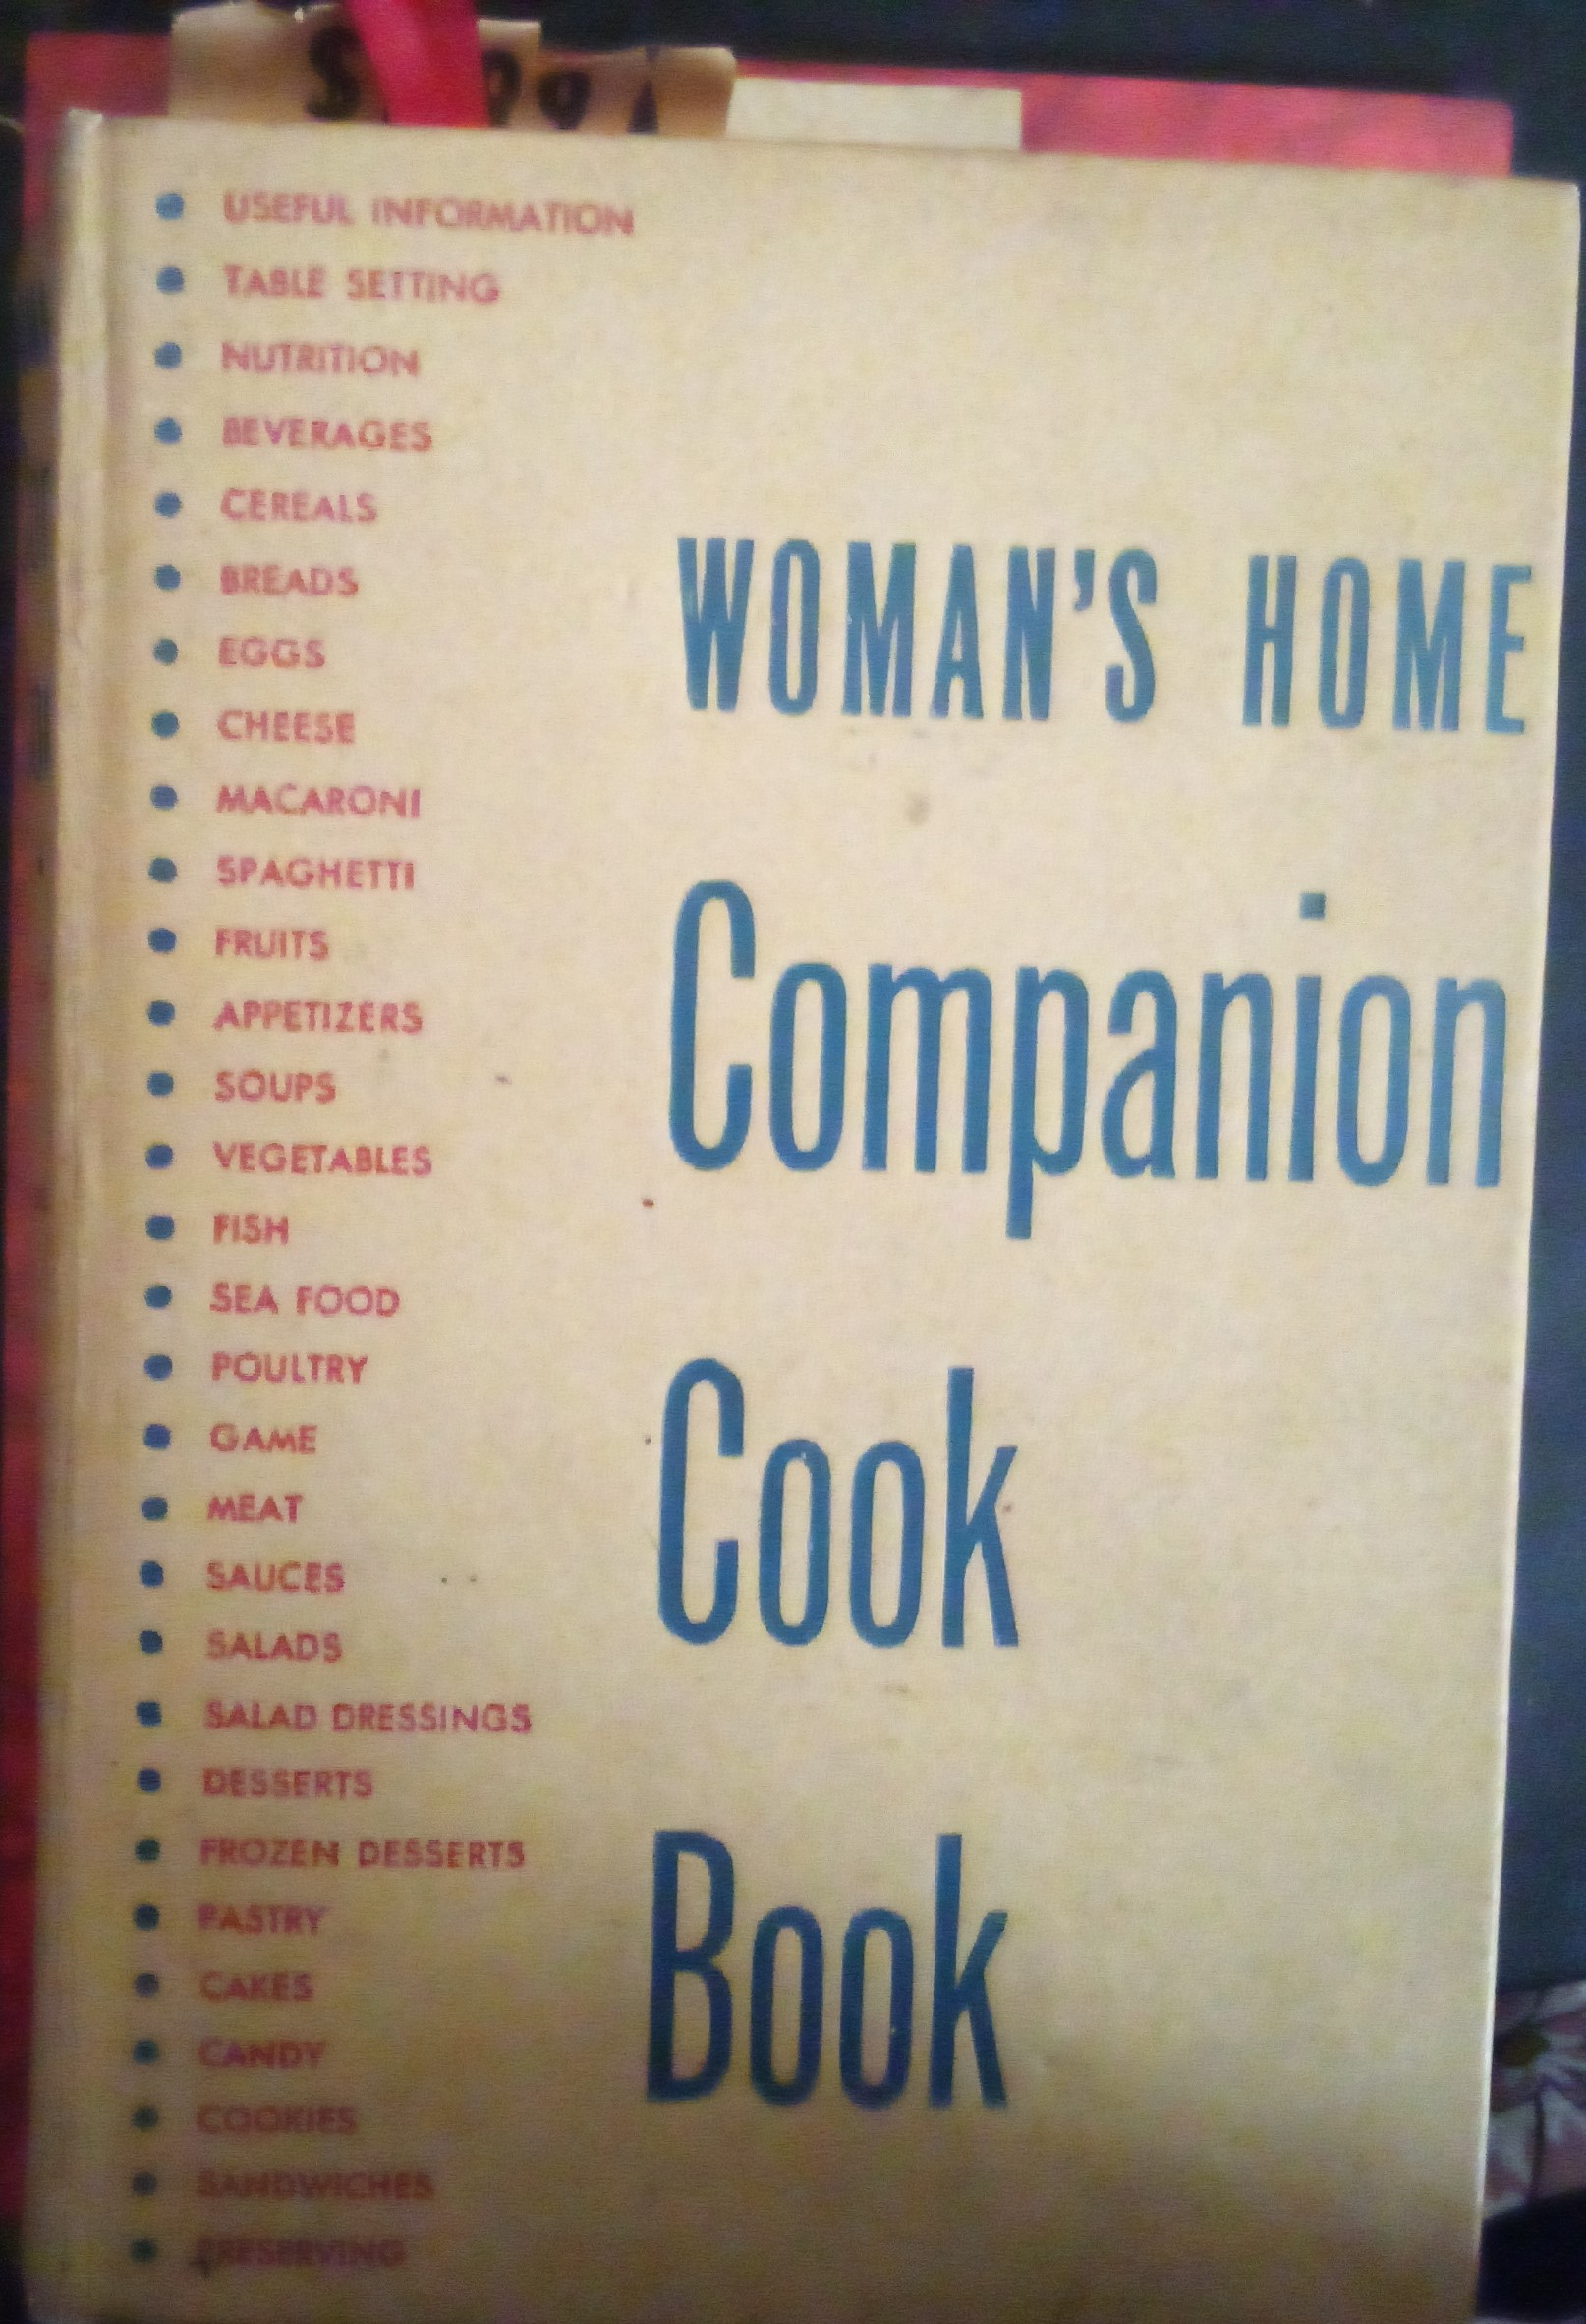 USEFUL INFORMATION
TABLE SETTING
NUTRITION
BEVERAGES
CEREALS
BREADS
EGGS
CHEESE
MACARONI
SPAGHETTI
FRUITS
APPETIZERS
SOUPS
VEGETABLES
FISH
SEA FOOD
POULTRY
GAME
MEAT
SAUCES
SALADS
SALAD DRESSINGS
DESSERTS
FROZEN DESSERTS
PASTRY
CAKES
CANDY
COOKIES
SANDWICHES
PRESERVING
WOMAN'S HOME
Companion
Cook
Book